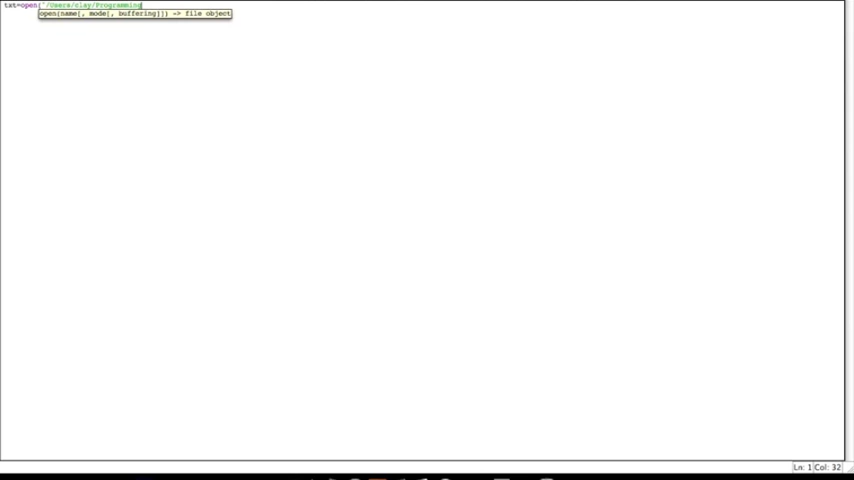 txt=open('/Users/clay/Programming
open(name[, mode[, buffering]]) -> file object
Ln: 1 Col: 32